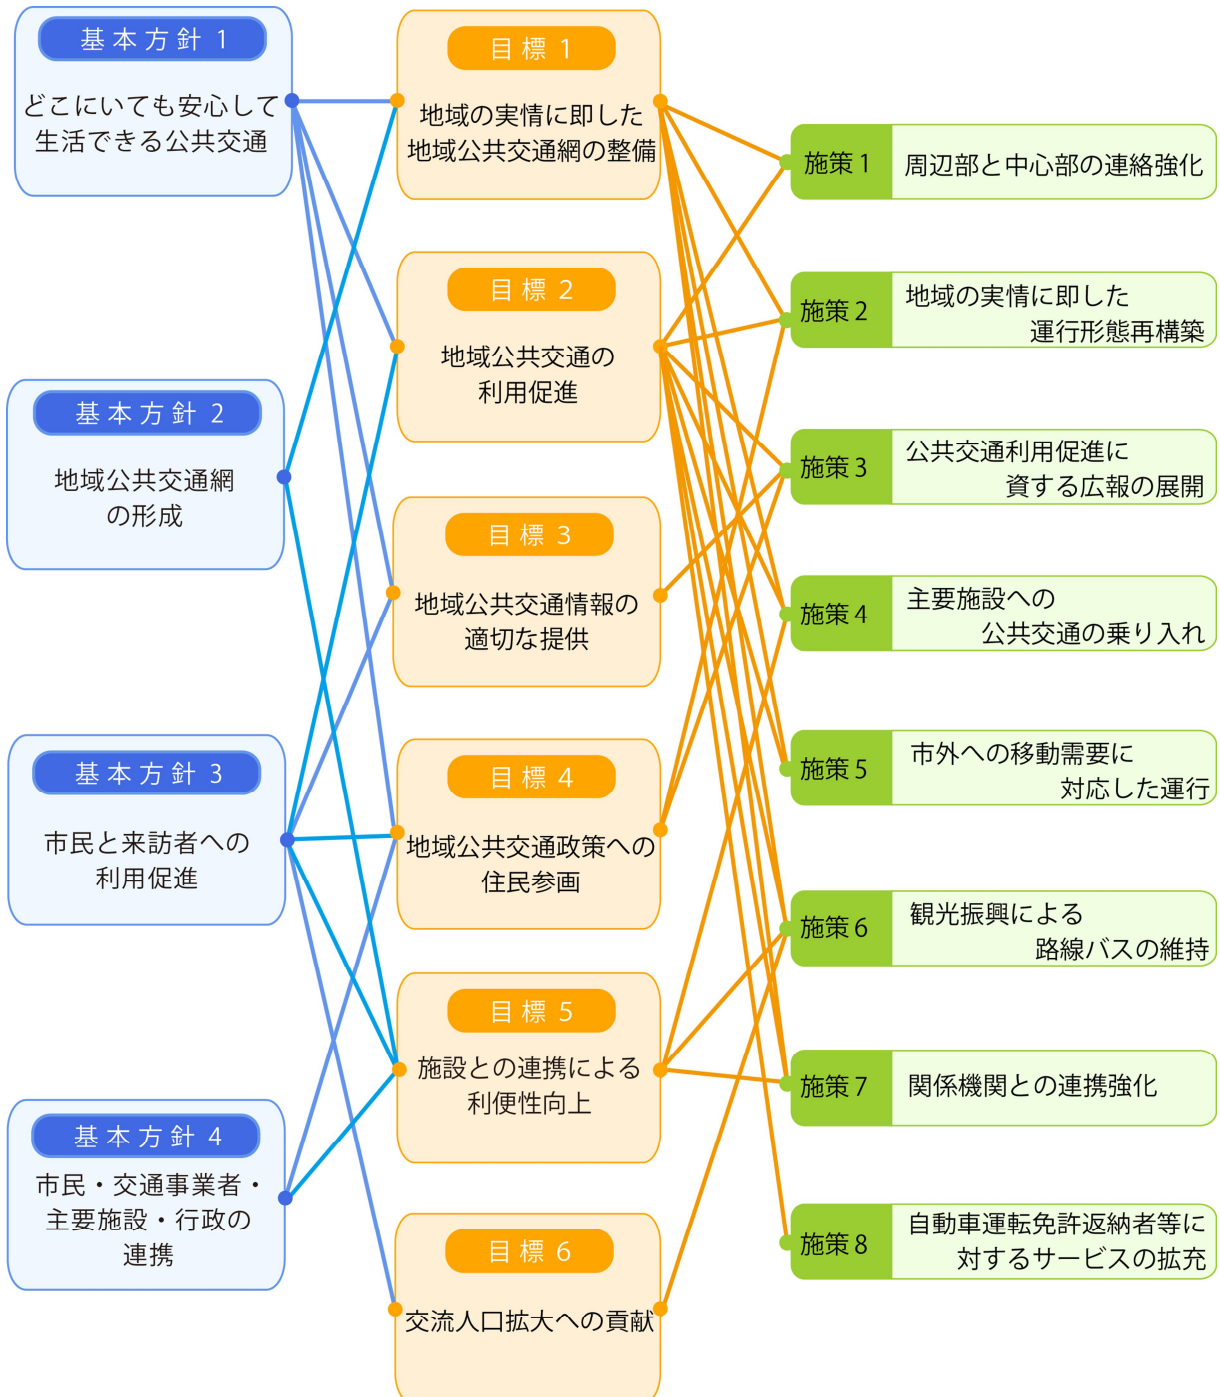 基本方針 1
どこにいても安心して
生活できる公共交通
基本方針 2
地域公共交通網
の形成
基本方針 3
市民と来訪者への
利用促進
基本方針 4
市民・交通事業者・
主要施設・行政の
連携
目標 1
地域の実情に即した
地域公共交通網の整備
目標 2
地域公共交通の
利用促進
目標 3
地域公共交通情報の
適切な提供
目標 4
地域公共交通政策への
住民参画
目標 5
施設との連携による
利便性向上
目標 6
交流人口拡大への貢献
施策1
周辺部と中心部の連絡強化
施策2
地域の実情に即した
運行形態再構築
施策3
公共交通利用促進に
資する広報の展開
施策4
主要施設への
公共交通の乗り入れ
施策5
市外への移動需要に
対応した運行
施策6
観光振興による
路線バスの維持
施策7
関係機関との連携強化
施策8
自動車運転免許返納者等に
対するサービスの拡充